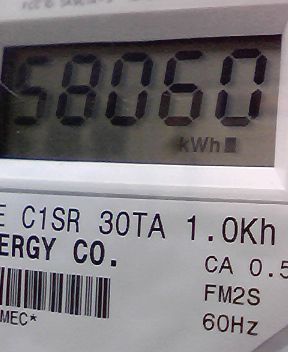 58060
kWh
E C1SR 30TA 1.0Kh
ERGY CO.
CA 0.5
FM2S
MEC*
60Hz